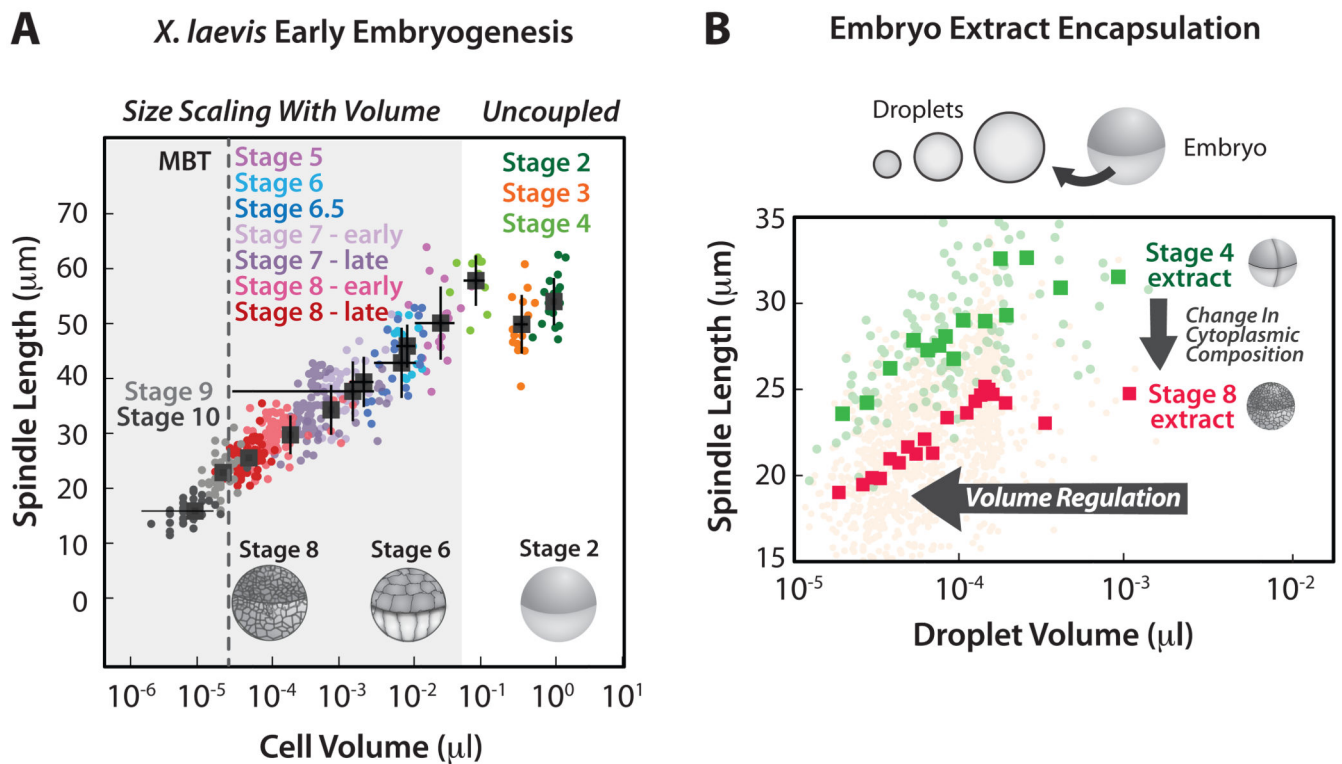 A
X. laevis Early Embryogenesis
Size Scaling With Volume
Uncoupled
MBT
Stage 5
Stage 6
Stage 6.5
Stage 7 - early
Stage 7 - late
Stage 8 - early
Stage 8 - late
Stage 2
Stage 3
Stage 4
Stage 9
Stage 10
Spindle Length (μm)
70
60
50
40
30
20
10
0
Stage 8
Stage 6
Stage 2
10⁻⁶ 10⁻⁵ 10⁻⁴ 10⁻³ 10⁻² 10⁻¹ 10⁰ 10¹
Cell Volume (μl)
B
Embryo Extract Encapsulation
Droplets
Embryo
Spindle Length (μm)
35
30
25
20
15
Stage 4
extract
Change In
Cytoplasmic
Composition
Stage 8
extract
Volume Regulation
10⁻⁵ 10⁻⁴ 10⁻³ 10⁻²
Droplet Volume (μl)